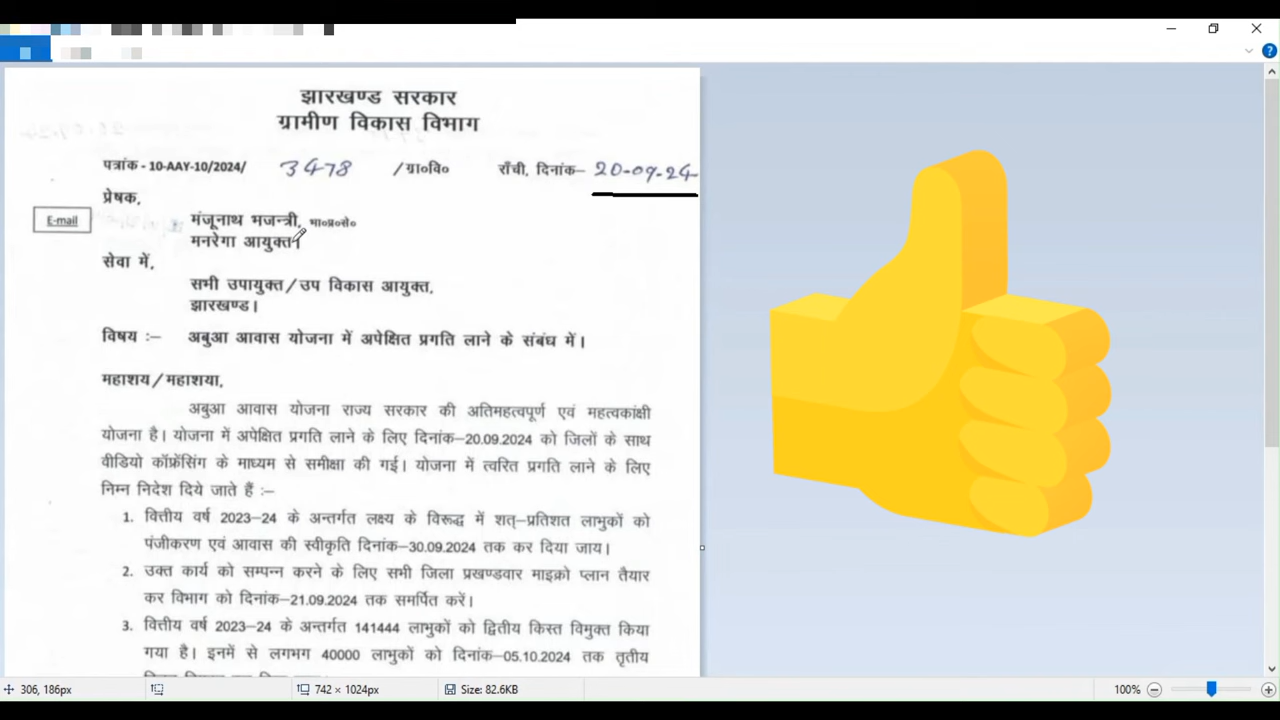 झारखण्ड सरकार
ग्रामीण विकास विभाग
पत्रांक - 10-AAY-10/2024/ 3478 /ग्रा०वि० राँची, दिनांक- 20-09-24
प्रेषक,
E-mail
मंजूनाथ भजन्त्री, भा०प्र०से०
मनरेगा आयुक्त।
सेवा में,
सभी उपायुक्त/उप विकास आयुक्त,
झारखण्ड।
विषय :- अबुआ आवास योजना में अपेक्षित प्रगति लाने के संबंध में।
महाशय/महाशया,
अबुआ आवास योजना राज्य सरकार की अतिमहत्वपूर्ण एवं महत्वकांक्षी
योजना है। योजना में अपेक्षित प्रगति लाने के लिए दिनांक-20.09.2024 को जिलों के साथ
वीडियो कॉफ्रेंसिंग के माध्यम से समीक्षा की गई। योजना में त्वरित प्रगति लाने के लिए
निम्न निदेश दिये जाते हैं :-
1. वित्तीय वर्ष 2023-24 के अन्तर्गत लक्ष्य के विरूद्ध में शत्-प्रतिशत लाभुकों को
पंजीकरण एवं आवास की स्वीकृति दिनांक-30.09.2024 तक कर दिया जाय।
2. उक्त कार्य को सम्पन्न करने के लिए सभी जिला प्रखण्डवार माइक्रो प्लान तैयार
कर विभाग को दिनांक-21.09.2024 तक समर्पित करें।
3. वित्तीय वर्ष 2023-24 के अन्तर्गत 141444 लाभुकों को द्वितीय किस्त विमुक्त किया
गया है। इनमें से लगभग 40000 लाभुकों को दिनांक-05.10.2024 तक तृतीय
306, 186px 742 × 1024px Size: 82.6KB 100%